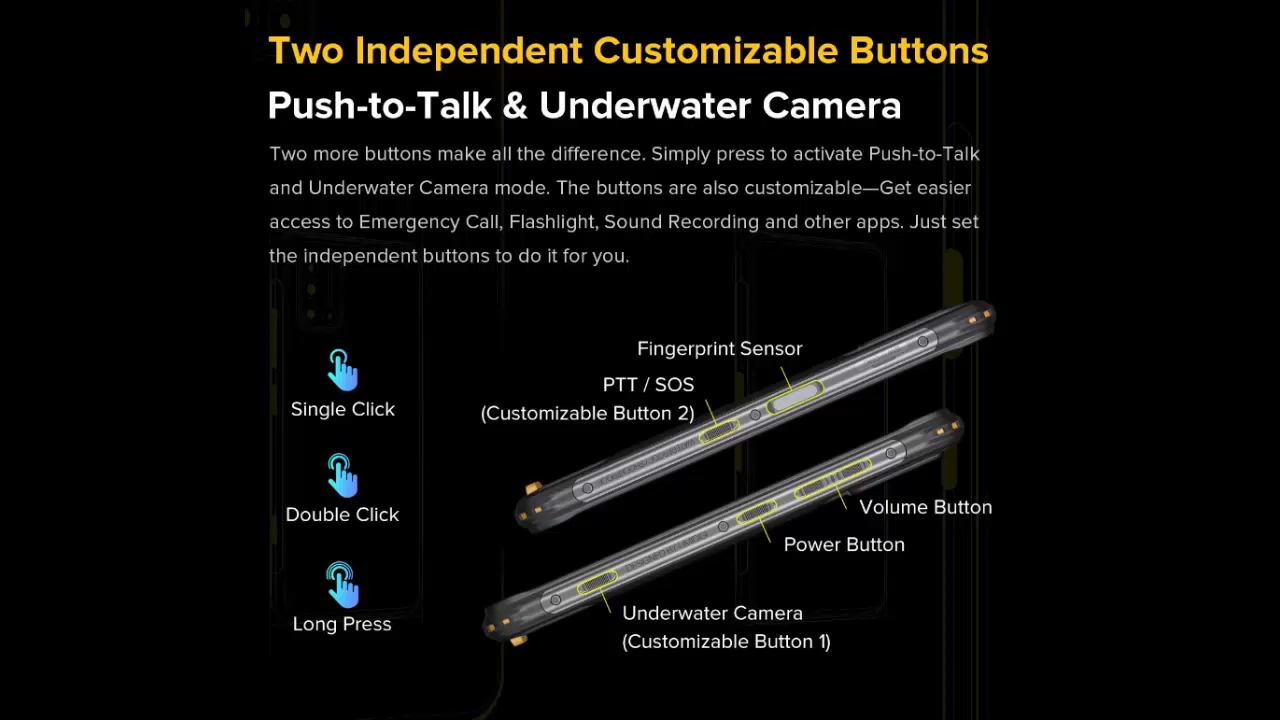 Two Independent Customizable Buttons
Push-to-Talk & Underwater Camera
Two more buttons make all the difference. Simply press to activate Push-to-Talk
and Underwater Camera mode. The buttons are also customizable—Get easier
access to Emergency Call, Flashlight, Sound Recording and other apps. Just set
the independent buttons to do it for you.
Fingerprint Sensor
PTT / SOS
(Customizable Button 2)
Single Click
Double Click
Long Press
Volume Button
Power Button
Underwater Camera
(Customizable Button 1)